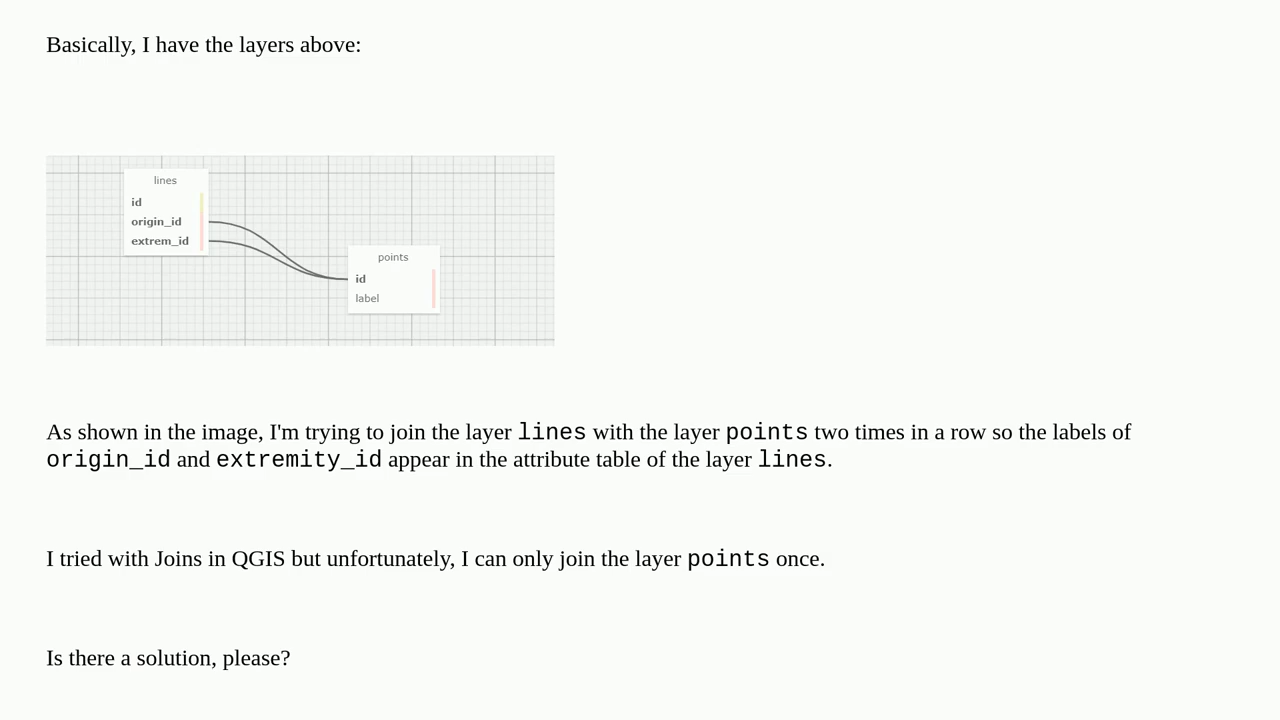 Basically, I have the layers above:
lines
id
origin_id
extrem_id
points
id
label
As shown in the image, I'm trying to join the layer lines with the layer points two times in a row so the labels of
origin_id and extremity_id appear in the attribute table of the layer lines.
I tried with Joins in QGIS but unfortunately, I can only join the layer points once.
Is there a solution, please?